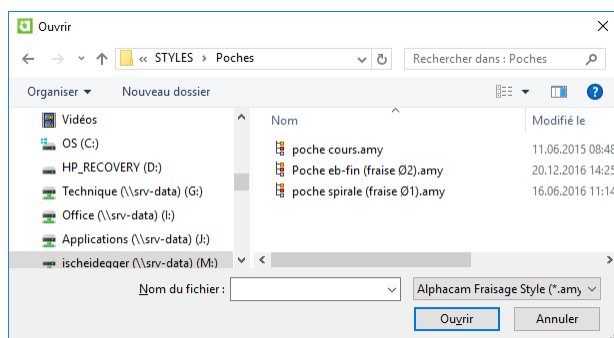 Ouvrir
« STYLES > Poches
Rechercher dans : Poches
Organiser Nouveau dossier
Nom Modifié le
Vidéos
OS (C:)
HP_RECOVERY (D:)
Technique (\\srv-data) (G:)
Office (\\srv-data) (I:)
Applications (\\srv-data) (J:)
ischeidegger (\\srv-data) (M:)
poche cours.amy 11.06.2015 08:48
Poche eb-fin (fraise Ø2).amy 20.12.2016 14:25
poche spirale (fraise Ø1).amy 16.06.2016 11:14
Nom du fichier :
Alphacam Fraisage Style (*.amy
Ouvrir Annuler